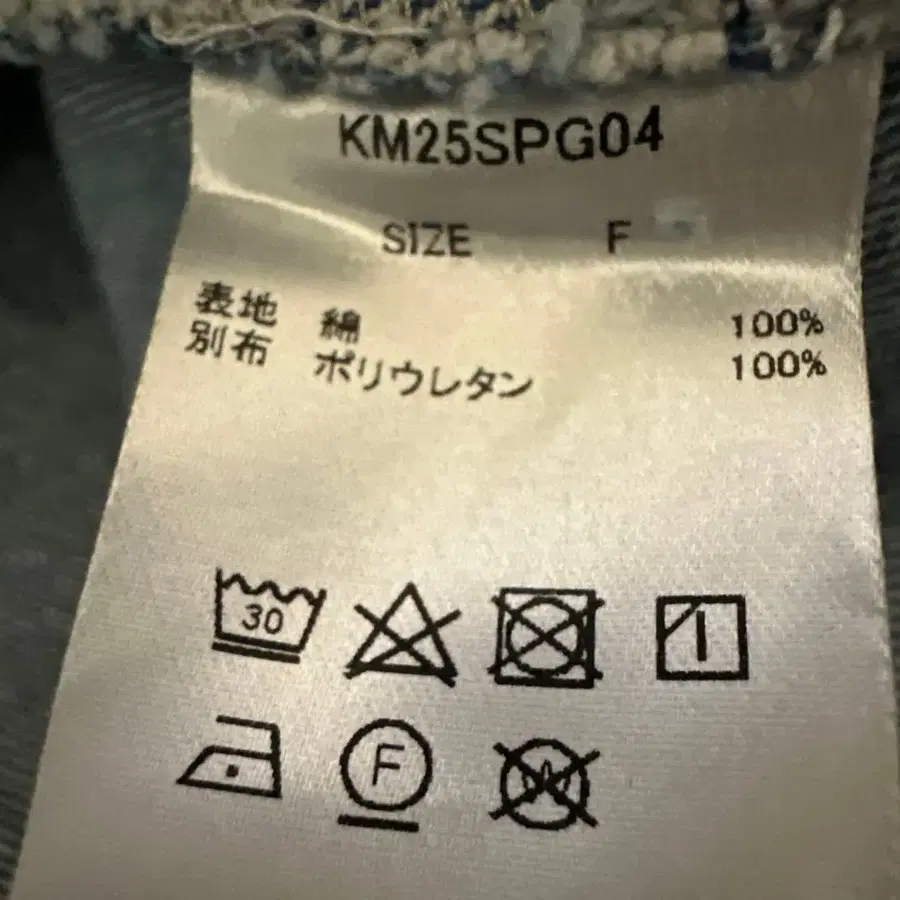 KM25SPG04
SIZE F
表地 綿 100%
別布 ポリウレタン 100%
30
F
W